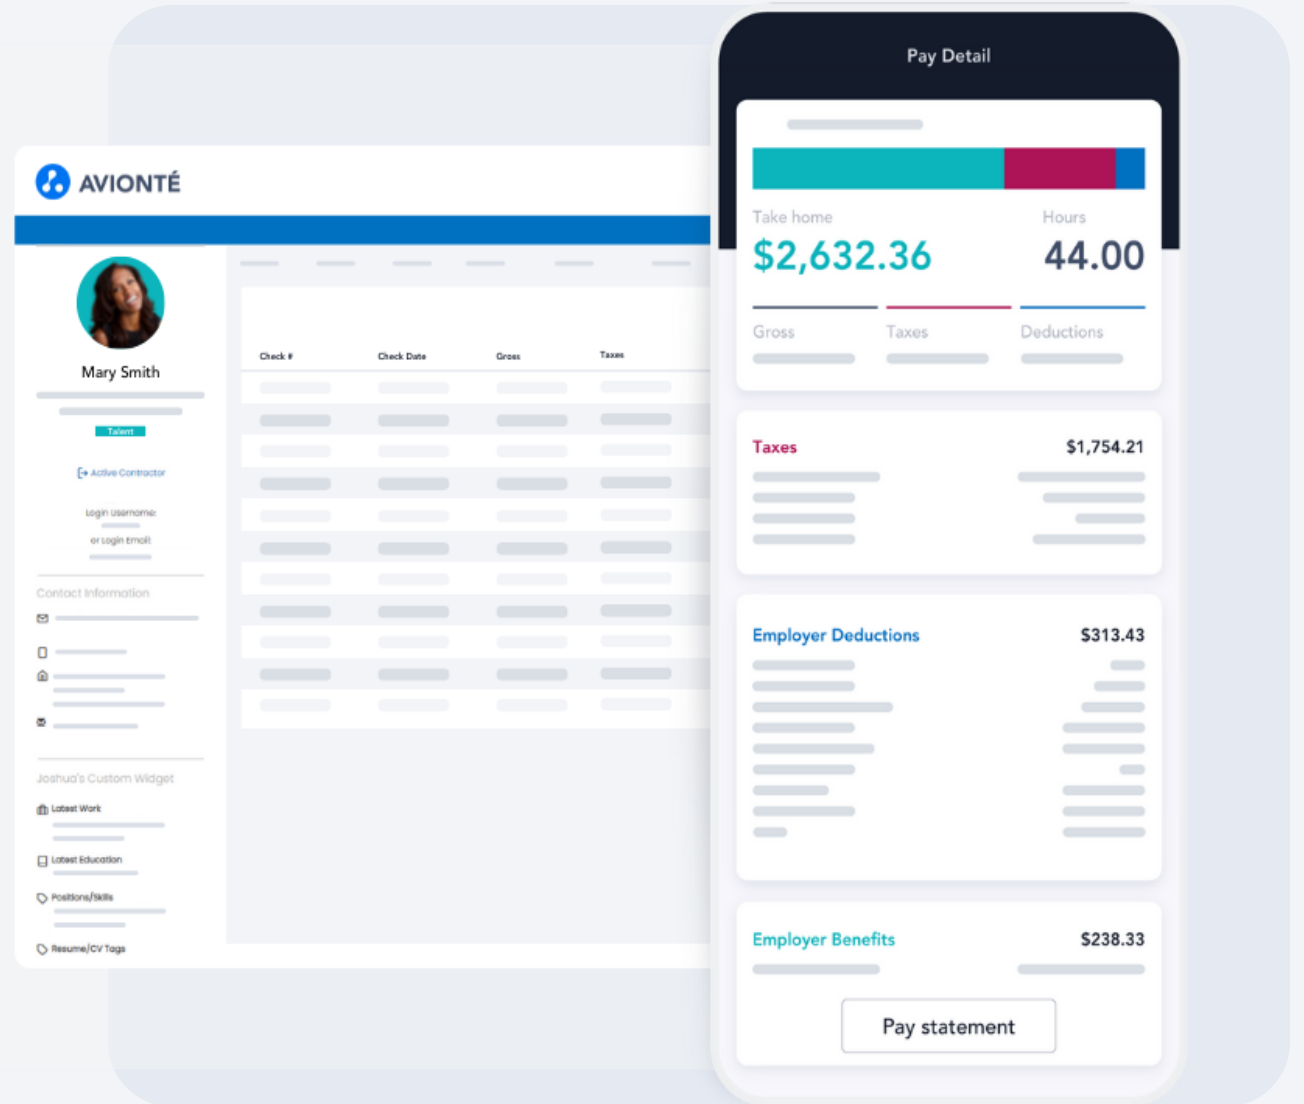 AVIONTÉ
Mary Smith
Talent
Active Contractor
Login Username:
or Login Email:
Contact Information
Joshua's Custom Widget
Latest Work
Latest Education
Positions/Skills
Resume/CV Tags
Check # Check Date Gross Taxes
Pay Detail
Take home Hours
$2,632.36 44.00
Gross Taxes Deductions
Taxes $1,754.21
Employer Deductions $313.43
Employer Benefits $238.33
Pay statement